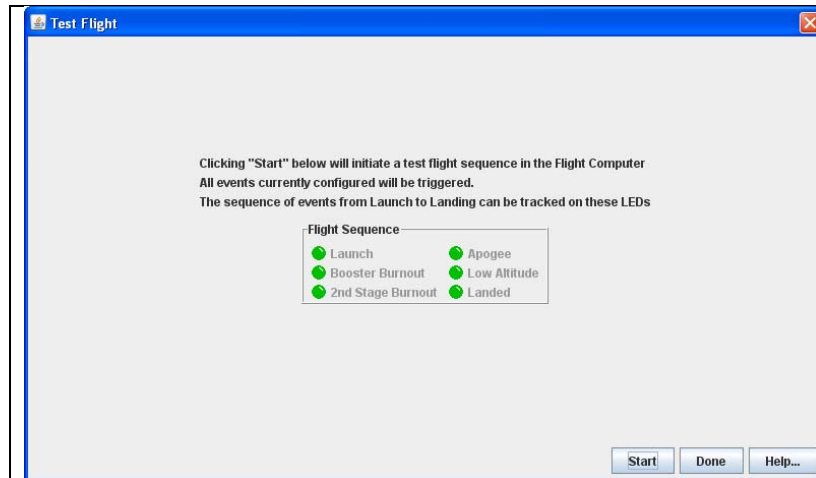 Test Flight
Clicking "Start" below will initiate a test flight sequence in the Flight Computer
All events currently configured will be triggered.
The sequence of events from Launch to Landing can be tracked on these LEDs
Flight Sequence
Launch Apogee
Booster Burnout Low Altitude
2nd Stage Burnout Landed
Start Done Help...